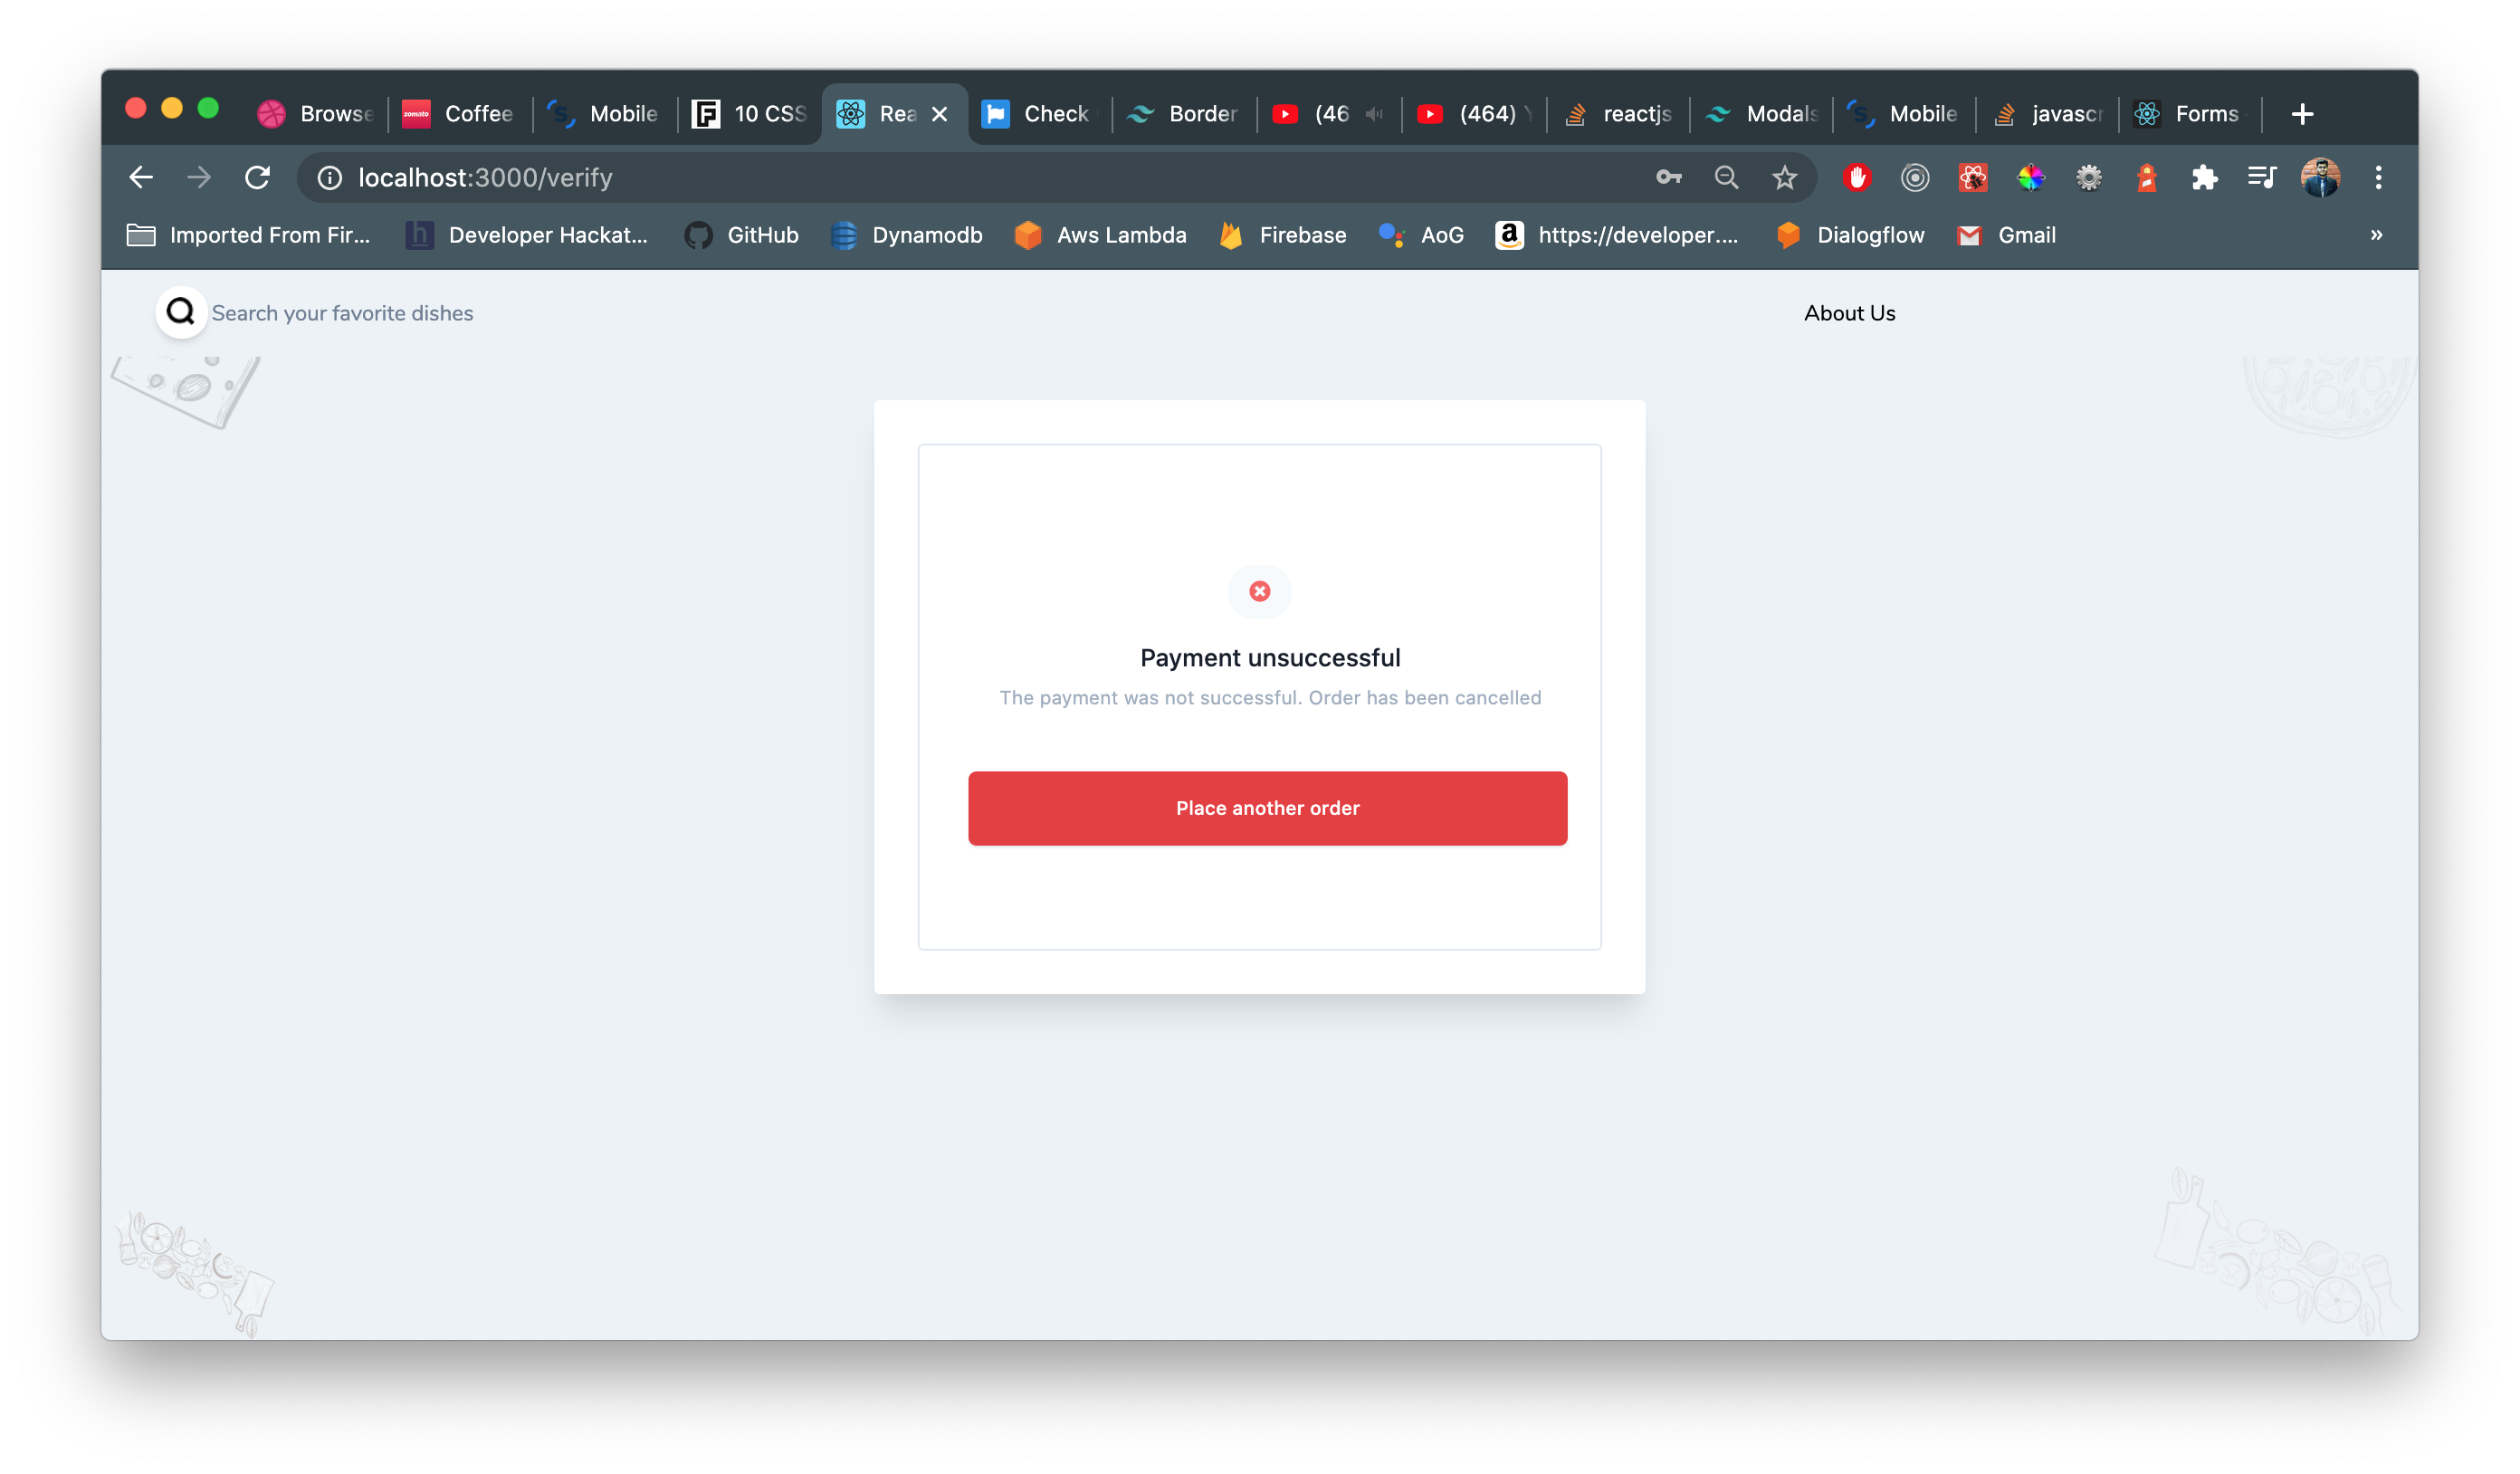 Browse
zomato
Coffee
Mobile
10 CSS
Rea
Check
Border
(46
(464)
reactjs
Modals
Mobile
javascr
Forms
localhost:3000/verify
Imported From Fir...
Developer Hackat...
GitHub
Dynamodb
Aws Lambda
Firebase
AoG
https://developer....
Dialogflow
Gmail
»
Search your favorite dishes
About Us
Payment unsuccessful
The payment was not successful. Order has been cancelled
Place another order